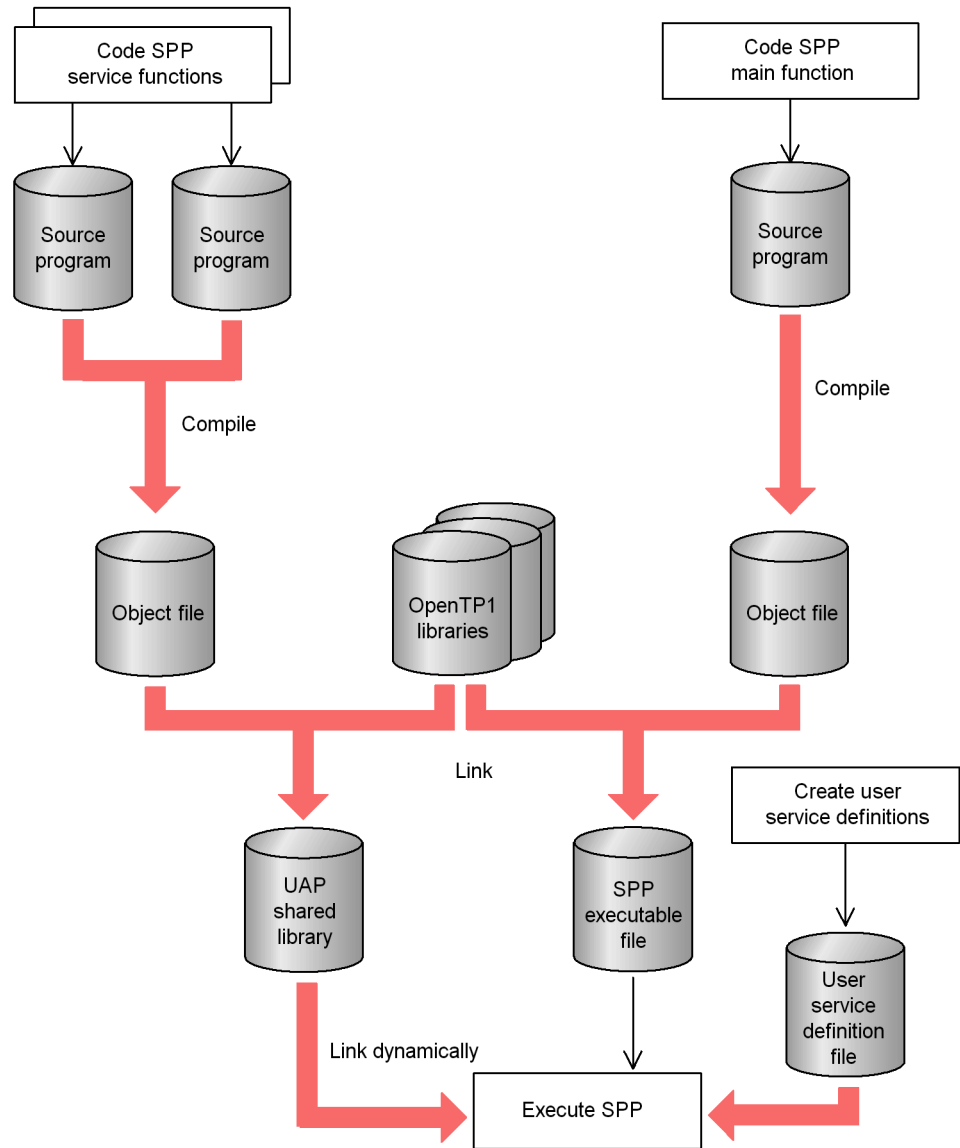 Code SPP
service functions
Code SPP
main function
Source
program
Source
program
Source
program
Compile
Compile
Object file
OpenTP1
libraries
Object file
Link
Create user
service definitions
UAP
shared
library
SPP
executable
file
User
service
definition
file
Link dynamically
Execute SPP